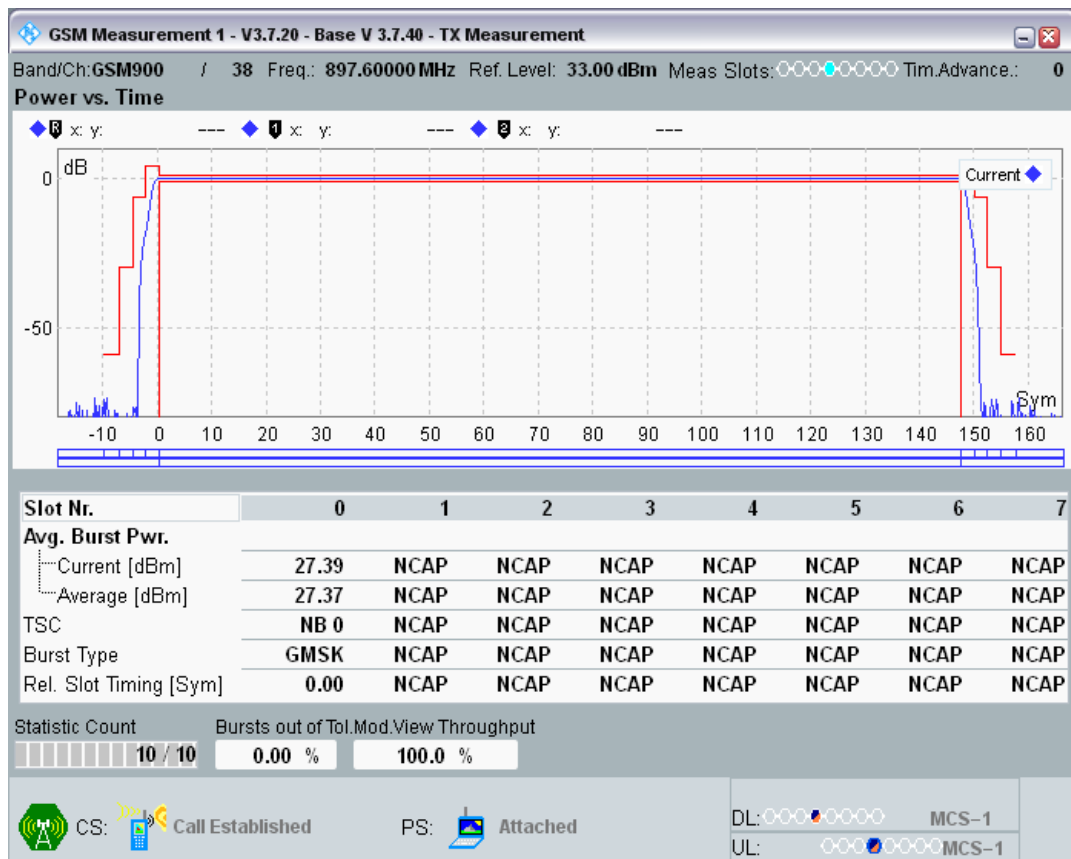 GSM Measurement 1 - V3.7.20 - Base V 3.7.40 - TX Measurement
Band/Ch:GSM900 / 38 Freq.: 897.60000 MHz Ref. Level: 33.00 dBm Meas Slots: Tim.Advance.: 0
Power vs. Time
R x: y: --- 1 x: y: --- 2 x: y: ---
dB
Current
0
-50
Sym
-10 0 10 20 30 40 50 60 70 80 90 100 110 120 130 140 150 160
Slot Nr. 0 1 2 3 4 5 6 7
Avg. Burst Pwr.
Current [dBm] 27.39 NCAP NCAP NCAP NCAP NCAP NCAP NCAP
Average [dBm] 27.37 NCAP NCAP NCAP NCAP NCAP NCAP NCAP
TSC NB 0 NCAP NCAP NCAP NCAP NCAP NCAP NCAP
Burst Type GMSK NCAP NCAP NCAP NCAP NCAP NCAP NCAP
Rel. Slot Timing [Sym] 0.00 NCAP NCAP NCAP NCAP NCAP NCAP NCAP
Statistic Count Bursts out of Tol.Mod.View Throughput
10 / 10 0.00 % 100.0 %
CS: Call Established PS: Attached DL: MCS-1
UL: MCS-1